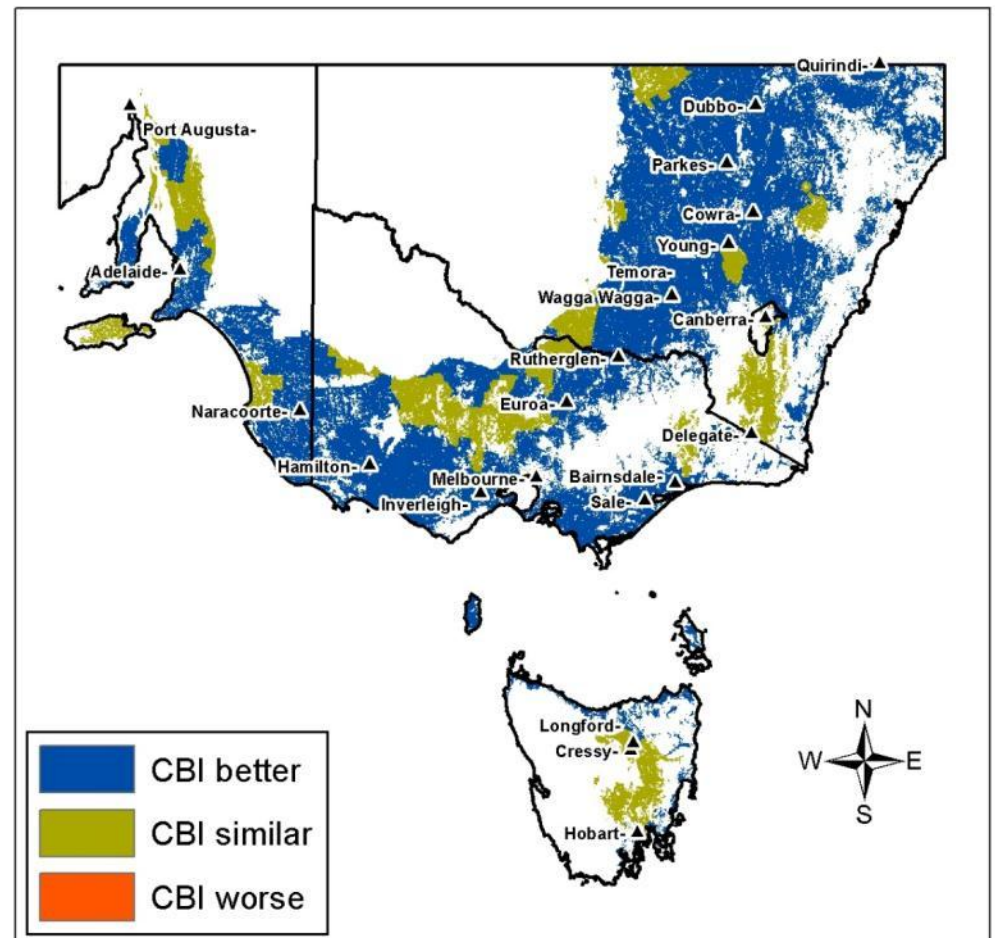 Quirindi-
Dubbo-
Port Augusta-
Parkes-
Cowra-
Young-
Adelaide-
Temora-
Wagga Wagga-
Canberra-
Rutherglen-
Euroa-
Naracoorte-
Delegate-
Hamilton-
Melbourne-
Bairnsdale-
Inverleigh-
Sale-
Longford-
Cressy-
Hobart-
N
W
E
S
CBI better
CBI similar
CBI worse